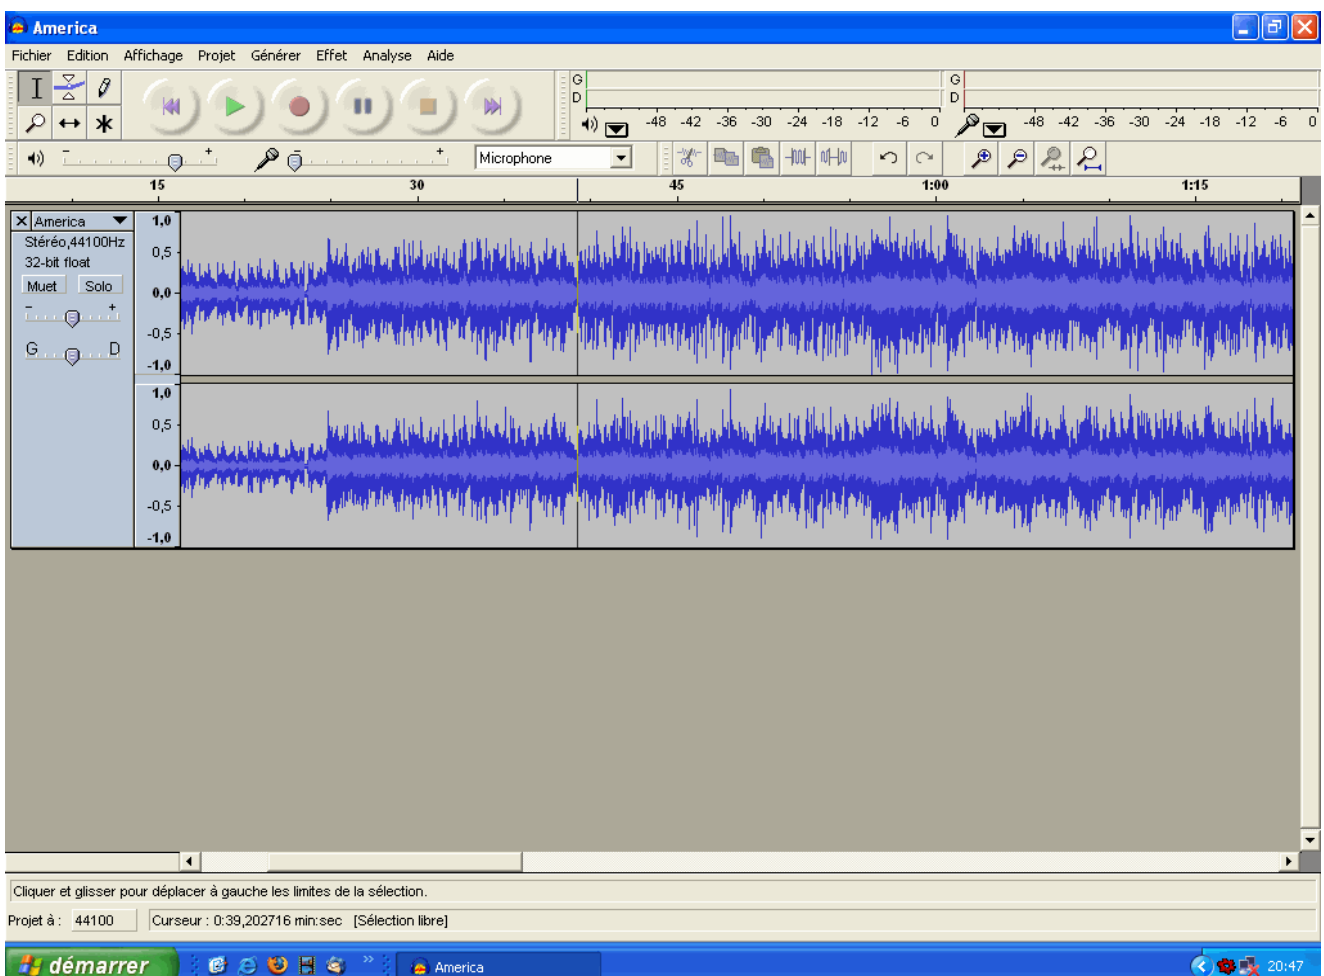 America
Fichier Edition Affichage Projet Générer Effet Analyse Aide
G G
D D
-48 -42 -36 -30 -24 -18 -12 -6 0 -48 -42 -36 -30 -24 -18 -12 -6 0
- + - + Microphone
15 30 45 1:00 1:15
America
Stéréo,44100Hz
32-bit float
Muet Solo
- +
G D
1,0
0,5
0,0
-0,5
-1,0
1,0
0,5
0,0
-0,5
-1,0
Cliquer et glisser pour déplacer à gauche les limites de la sélection.
Projet à : 44100 Curseur : 0:39,202716 min:sec [Sélection libre]
démarrer America 20:47